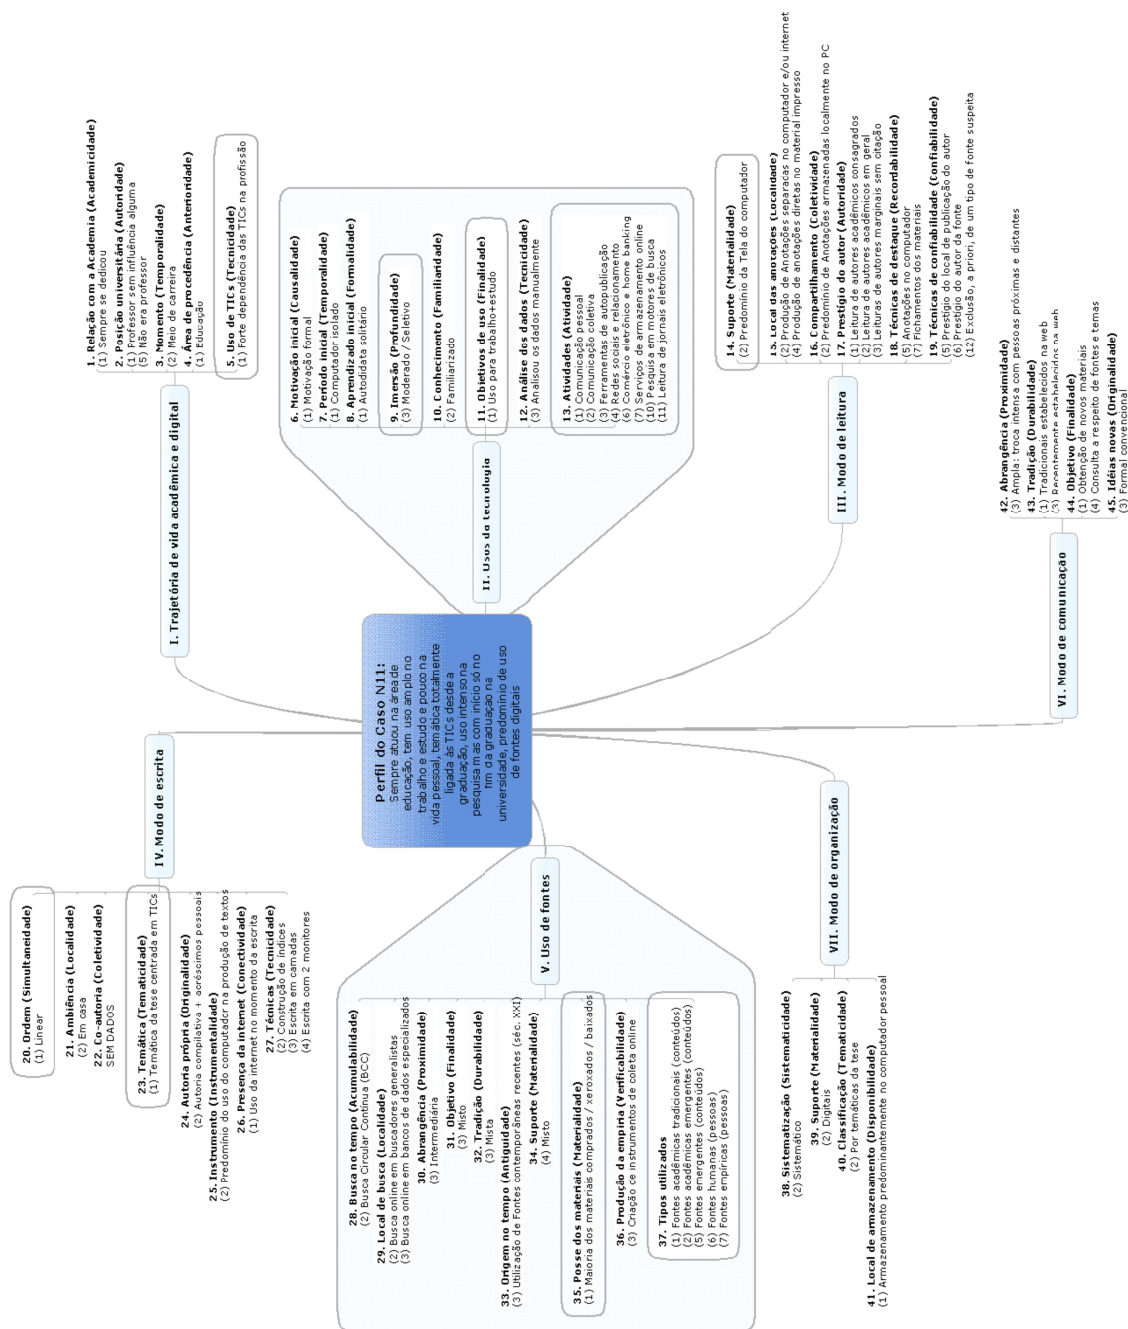 Perfil do Caso N11:
Sempre atuou na área de
educação, tem uso amplo no
trabalho e estudo e pouco na
vida pessoal, temática totalmente
ligada às TICs desde a
graduação, uso intenso na
pesquisa mas com início só no
fim da graduação na
universidade, predomínio de uso
de fontes digitais
I. Trajetória de vida acadêmica e digital
1. Relação com a Academia (Academicidade)
(1) Sempre se dedicou
2. Posição universitária (Autoridade)
(1) Professor sem influência alguma
(5) Não era professor
3. Momento (Temporalidade)
(2) Meio de carreira
4. Área de procedência (Anterioridade)
(1) Educação
5. Uso de TICs (Tecnicidade)
(1) Forte dependência das TICs na profissão
II. Usos da tecnologia
6. Motivação inicial (Causalidade)
(1) Motivação formal
7. Período inicial (Temporalidade)
(1) Computador isolado
8. Aprendizado inicial (Formalidade)
(1) Autodidata solitário
9. Imersão (Profundidade)
(3) Moderado / Seletivo
10. Conhecimento (Familiaridade)
(2) Familiarizado
11. Objetivos de uso (Finalidade)
(1) Uso para trabalho+estudo
12. Análise dos dados (Tecnicidade)
(3) Analisou os dados manualmente
13. Atividades (Atividade)
(1) Comunicação pessoal
(2) Comunicação coletiva
(3) Ferramentas de autopublicação
(4) Redes sociais e relacionamento
(6) Comércio eletrônico e home banking
(7) Serviços de armazenamento online
(10) Pesquisa em motores de busca
(11) Leitura de jornais eletrônicos
III. Modo de leitura
14. Suporte (Materialidade)
(2) Predomínio da Tela do computador
15. Local das anotações (Localidade)
(2) Produção de Anotações separadas no computador e/ou internet
(4) Produção de anotações diretas no material impresso
16. Compartilhamento (Coletividade)
(2) Predomínio de Anotações armazenadas localmente no PC
17. Prestígio do autor (Autoridade)
(1) Leitura de autores acadêmicos consagrados
(2) Leitura de autores acadêmicos em geral
(3) Leituras de autores marginais sem citação
18. Técnicas de destaque (Recordabilidade)
(5) Anotações no computador
(7) Fichamentos dos materiais
19. Técnicas de confiabilidade (Confiabilidade)
(5) Prestígio do local de publicação do autor
(6) Prestígio do autor da fonte
(12) Exclusão, a priori, de um tipo de fonte suspeita
IV. Modo de escrita
20. Ordem (Simultaneidade)
(1) Linear
21. Ambiência (Localidade)
(2) Em casa
22. Co-autoria (Coletividade)
SEM DADOS
23. Temática (Tematicidade)
(1) Temática da tese centrada em TICs
24. Autoria própria (Originalidade)
(2) Autoria compilativa + acréscimos pessoais
25. Instrumento (Instrumentalidade)
(2) Predomínio do uso do computador na produção de textos
26. Presença da internet (Conectividade)
(1) Uso da internet no momento da escrita
27. Técnicas (Tecnicidade)
(2) Construção de índices
(3) Escrita em camadas
(4) Escrita com 2 monitores
V. Uso de fontes
28. Busca no tempo (Acumulabilidade)
(2) Busca Circular Contínua (BCC)
29. Local de busca (Localidade)
(2) Busca online em buscadores generalistas
(3) Busca online em bancos de dados especializados
30. Abrangência (Proximidade)
(3) Intermediária
31. Objetivo (Finalidade)
(3) Misto
32. Tradição (Durabilidade)
(3) Mista
33. Origem no tempo (Antiguidade)
(3) Utilização de Fontes contemporâneas recentes (séc. XXI)
34. Suporte (Materialidade)
(4) Misto
35. Posse dos materiais (Materialidade)
(1) Maioria dos materiais comprados / xeroxados / baixados
36. Produção da empiria (Verificabilidade)
(3) Criação ce instrumentos de coleta online
37. Tipos utilizados
(1) Fontes acadêmicas tradicionais (conteúdos)
(2) Fontes acadêmicas emergentes (conteúdos)
(5) Fontes emergentes (conteúdos)
(6) Fontes humanas (pessoas)
(7) Fontes empíricas (pessoas)
VI. Modo de comunicação
42. Abrangência (Proximidade)
(3) Ampla: troca intensa com pessoas próximas e distantes
43. Tradição (Durabilidade)
(1) Tradicionais estabelecidos na web
(3) Recentemente estabelecidos na web
44. Objetivo (Finalidade)
(1) Obtenção de novos materiais
(4) Consulta a respeito de fontes e temas
45. Idéias novas (Originalidade)
(3) Formal convencional
VII. Modo de organização
38. Sistematização (Sistematicidade)
(2) Sistemático
39. Suporte (Materialidade)
(2) Digitais
40. Classificação (Tematicidade)
(2) Por temáticas da tese
41. Local de armazenamento (Disponibilidade)
(1) Armazenamento predominantemente no computador pessoal